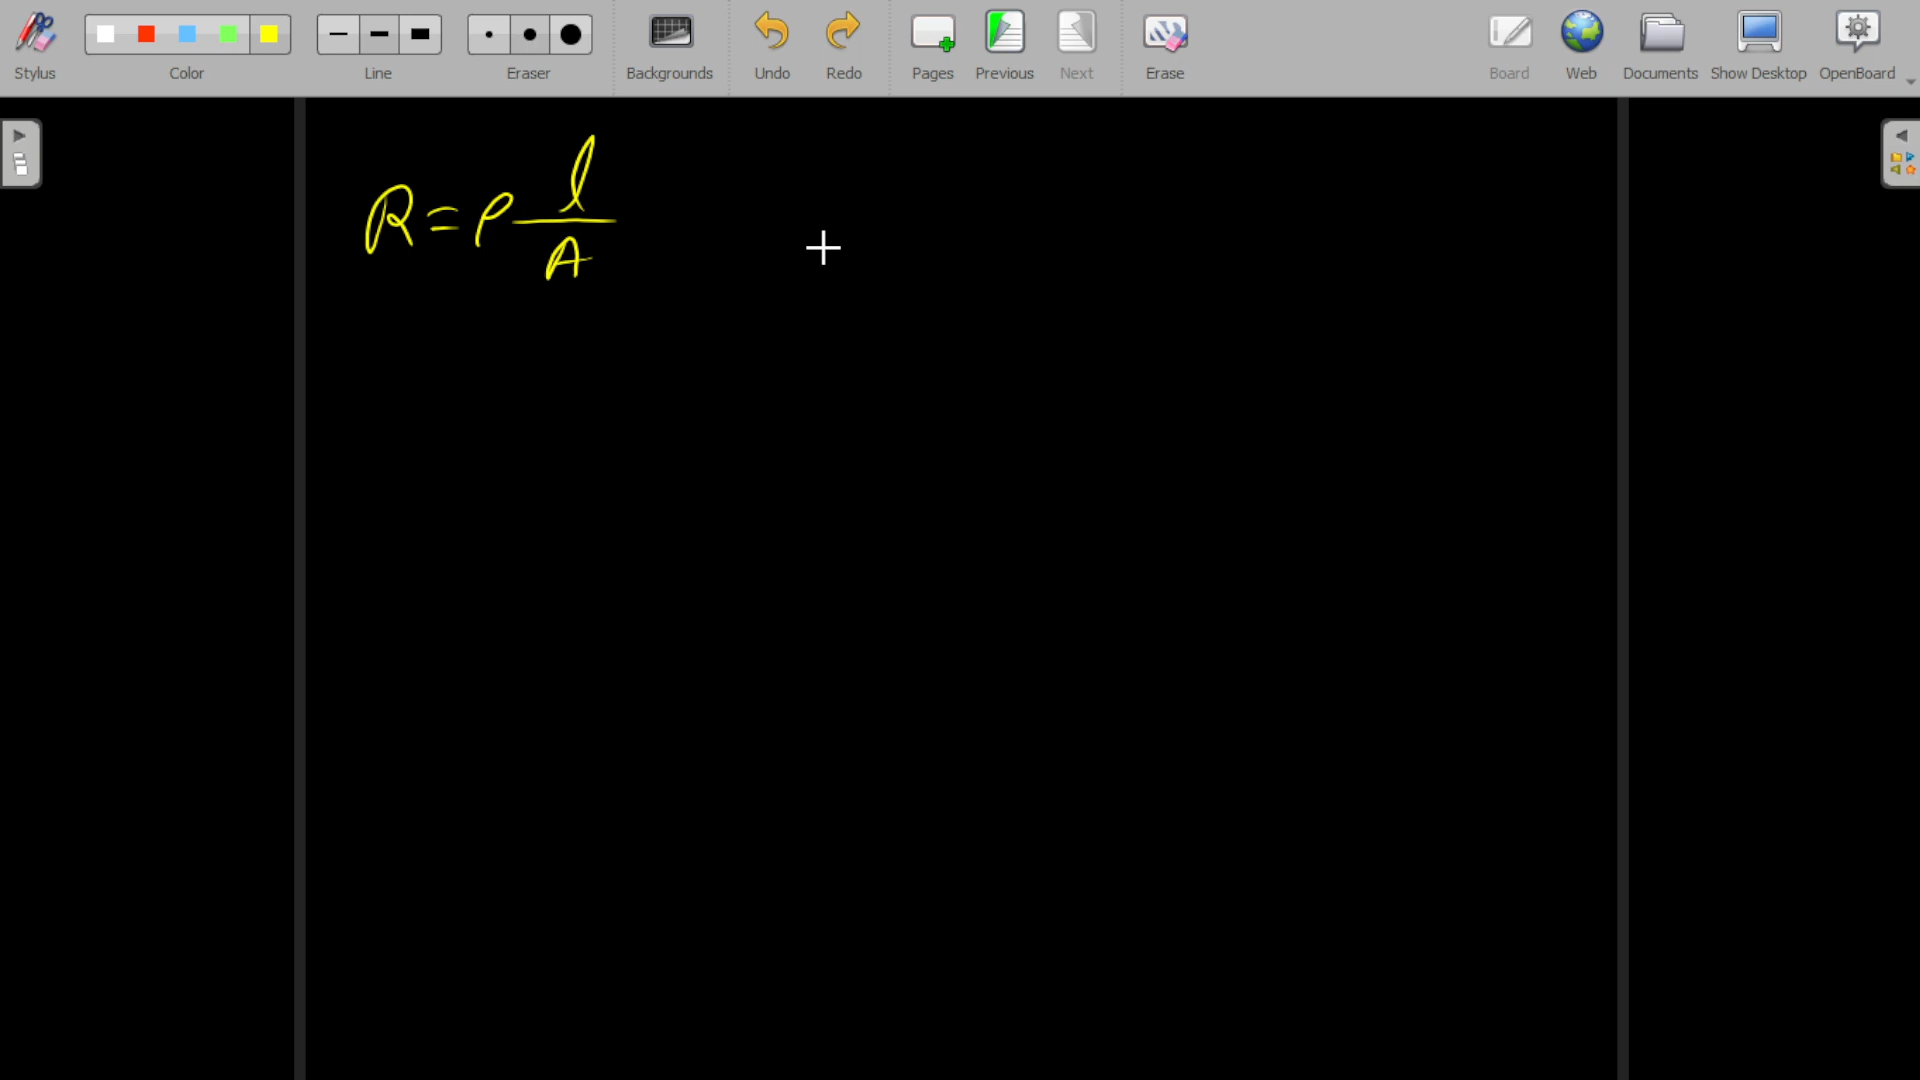 Stylus
Color
Line
Eraser
Backgrounds
Undo
Redo
Pages
Previous
Next
Erase
Board
Web
Documents
Show Desktop
OpenBoard
R = ρ l/A